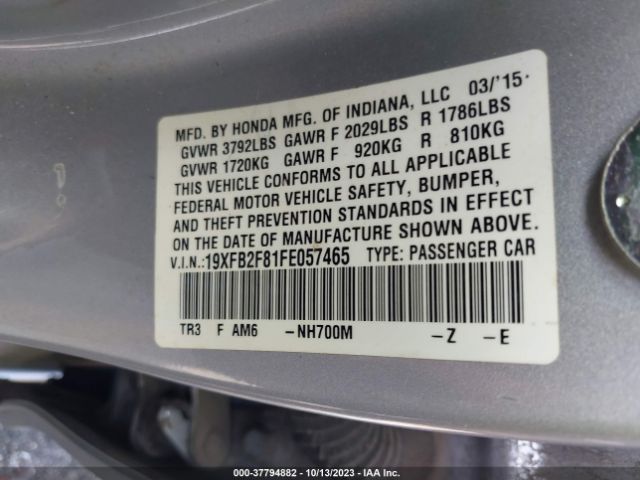 MFD. BY HONDA MFG. OF INDIANA, LLC 03/'15
GVWR 3792LBS GAWR F 2029LBS R 1786LBS
GVWR 1720KG GAWR F 920KG R 810KG
THIS VEHICLE CONFORMS TO ALL APPLICABLE
FEDERAL MOTOR VEHICLE SAFETY, BUMPER,
AND THEFT PREVENTION STANDARDS IN EFFECT
ON THE DATE OF MANUFACTURE SHOWN ABOVE.
V.I.N.:19XFB2F81FE057465 TYPE: PASSENGER CAR
TR3 F AM6 -NH700M -Z -E
000-37794882 - 10/13/2023 - IAA Inc.